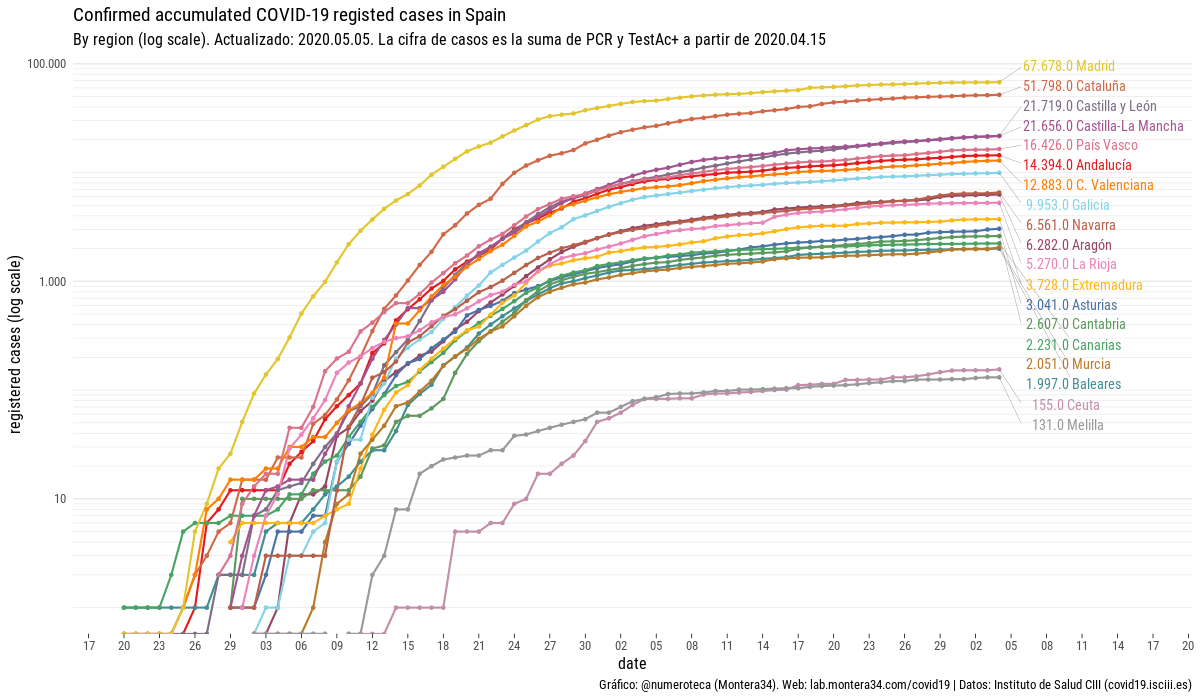 Confirmed accumulated COVID-19 registed cases in Spain
By region (log scale). Actualizado: 2020.05.05. La cifra de casos es la suma de PCR y TestAc+ a partir de 2020.04.15
registered cases (log scale)
100.000
1.000
10
67.678.0 Madrid
51.798.0 Cataluña
21.719.0 Castilla y León
21.656.0 Castilla-La Mancha
16.426.0 País Vasco
14.394.0 Andalucía
12.883.0 C. Valenciana
9.953.0 Galicia
6.561.0 Navarra
6.282.0 Aragón
5.270.0 La Rioja
3.728.0 Extremadura
3.041.0 Asturias
2.607.0 Cantabria
2.231.0 Canarias
2.051.0 Murcia
1.997.0 Baleares
155.0 Ceuta
131.0 Melilla
17 20 23 26 29 03 06 09 12 15 18 21 24 27 30 02 05 08 11 14 17 20 23 26 29 02 05 08 11 14 17 20
date
Gráfico: @numeroteca (Montera34). Web: lab.montera34.com/covid19 | Datos: Instituto de Salud CIII (covid19.isciii.es)